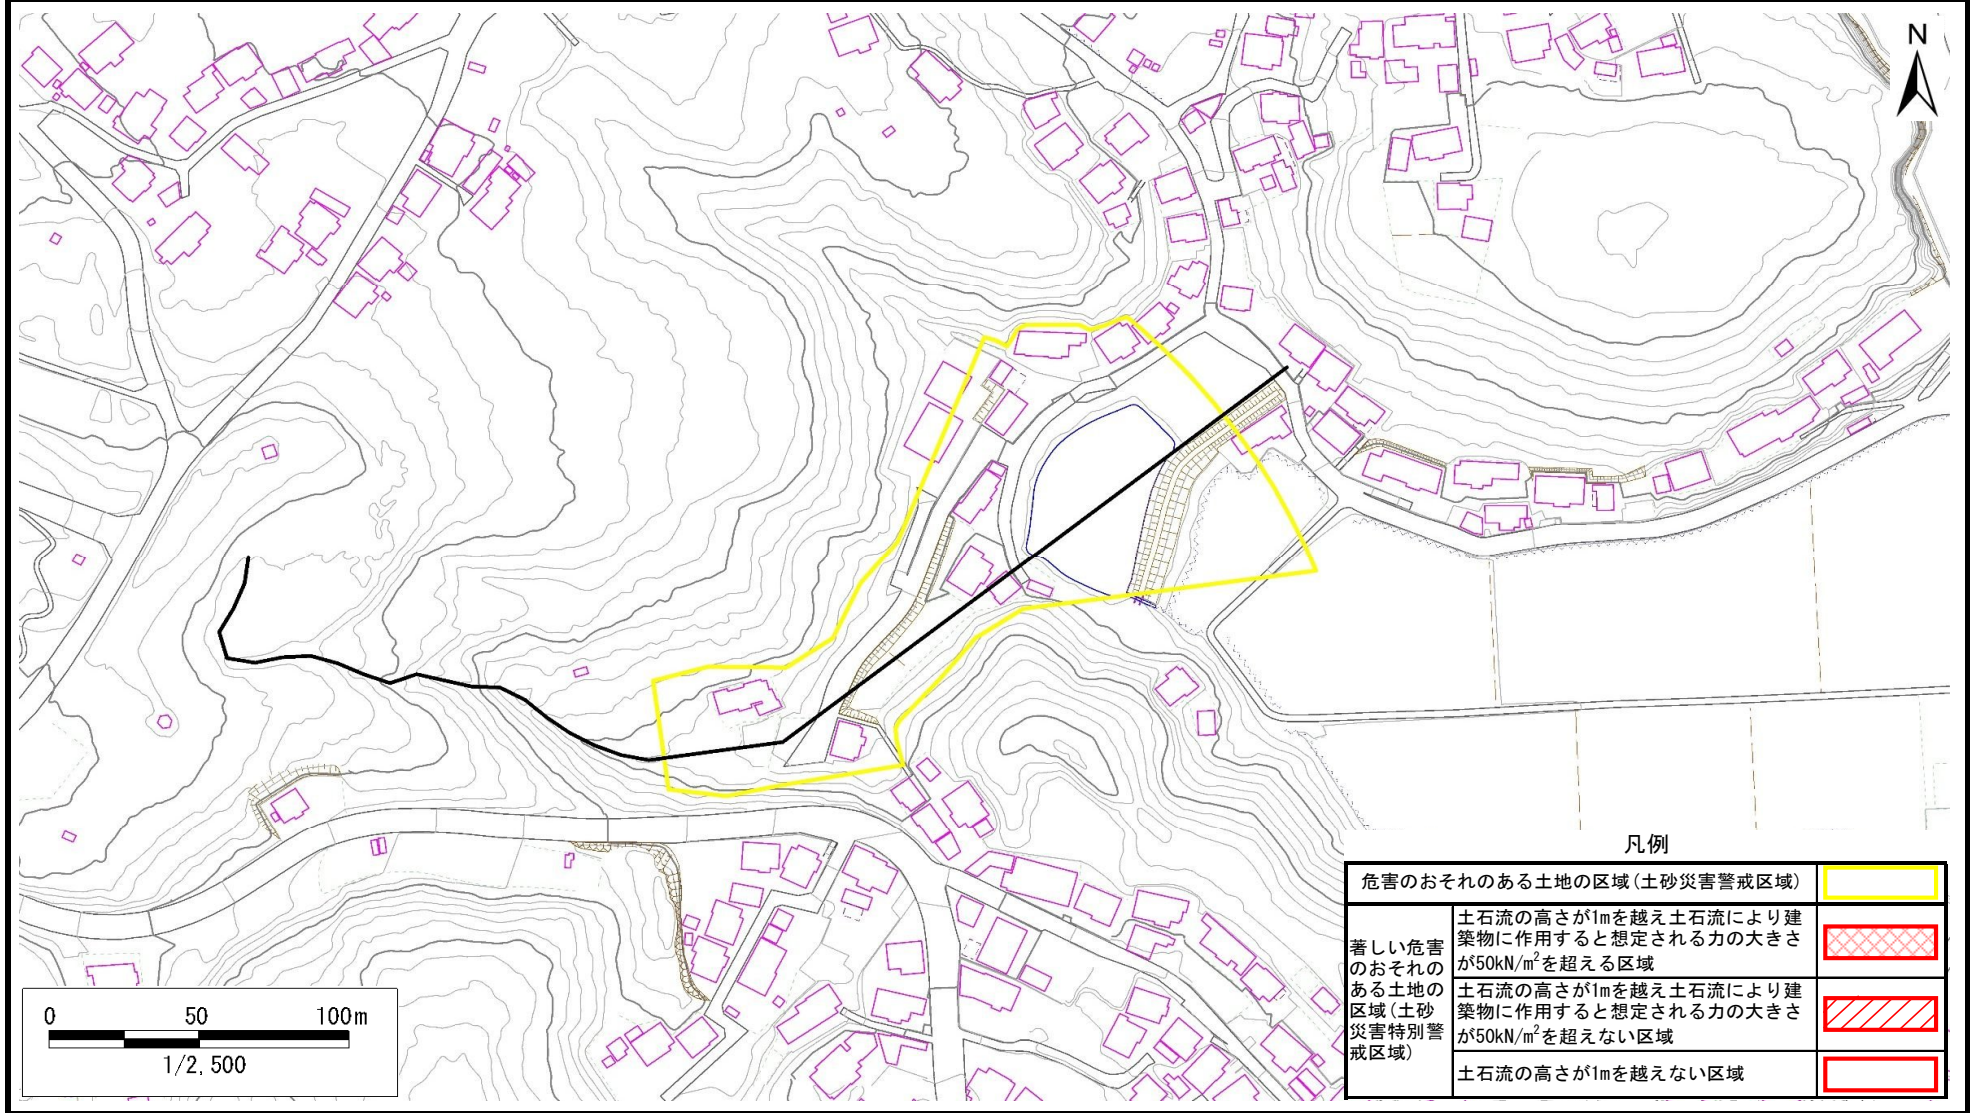 N
凡例
危害のおそれのある土地の区域(土砂災害警戒区域)
著しい危害
のおそれの
ある土地の
区域(土砂
災害特別警
戒区域)
土石流の高さが1mを越え土石流により建
築物に作用すると想定される力の大きさ
が50kN/m²を超える区域
土石流の高さが1mを越え土石流により建
築物に作用すると想定される力の大きさ
が50kN/m²を超えない区域
土石流の高さが1mを越えない区域
0 50 100m
1/2,500